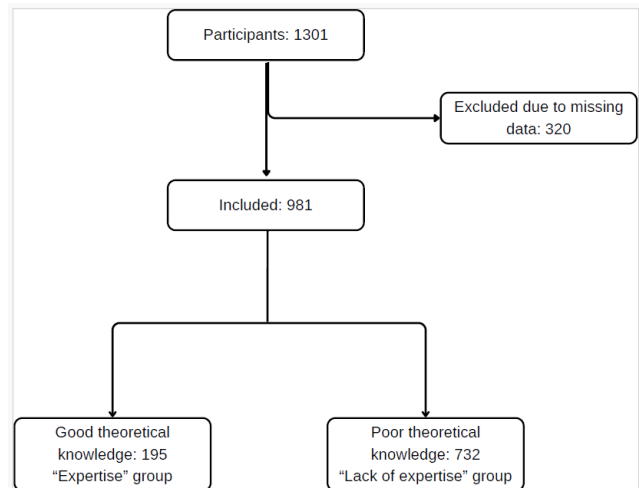 Participants: 1301
Excluded due to missing
data: 320
Included: 981
Good theoretical
knowledge: 195
“Expertise” group
Poor theoretical
knowledge: 732
“Lack of expertise” group